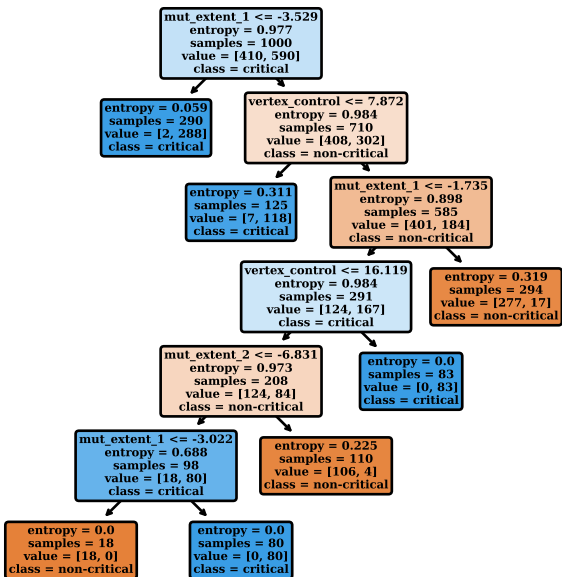 mut_extent_1 <= -3.529
entropy = 0.977
samples = 1000
value = [410, 590]
class = critical
entropy = 0.059
samples = 290
value = [2, 288]
class = critical
vertex_control <= 7.872
entropy = 0.984
samples = 710
value = [408, 302]
class = non-critical
entropy = 0.311
samples = 125
value = [7, 118]
class = critical
mut_extent_1 <= -1.735
entropy = 0.898
samples = 585
value = [401, 184]
class = non-critical
vertex_control <= 16.119
entropy = 0.984
samples = 291
value = [124, 167]
class = critical
entropy = 0.319
samples = 294
value = [277, 17]
class = non-critical
mut_extent_2 <= -6.831
entropy = 0.973
samples = 208
value = [124, 84]
class = non-critical
entropy = 0.0
samples = 83
value = [0, 83]
class = critical
mut_extent_1 <= -3.022
entropy = 0.688
samples = 98
value = [18, 80]
class = critical
entropy = 0.225
samples = 110
value = [106, 4]
class = non-critical
entropy = 0.0
samples = 18
value = [18, 0]
class = non-critical
entropy = 0.0
samples = 80
value = [0, 80]
class = critical